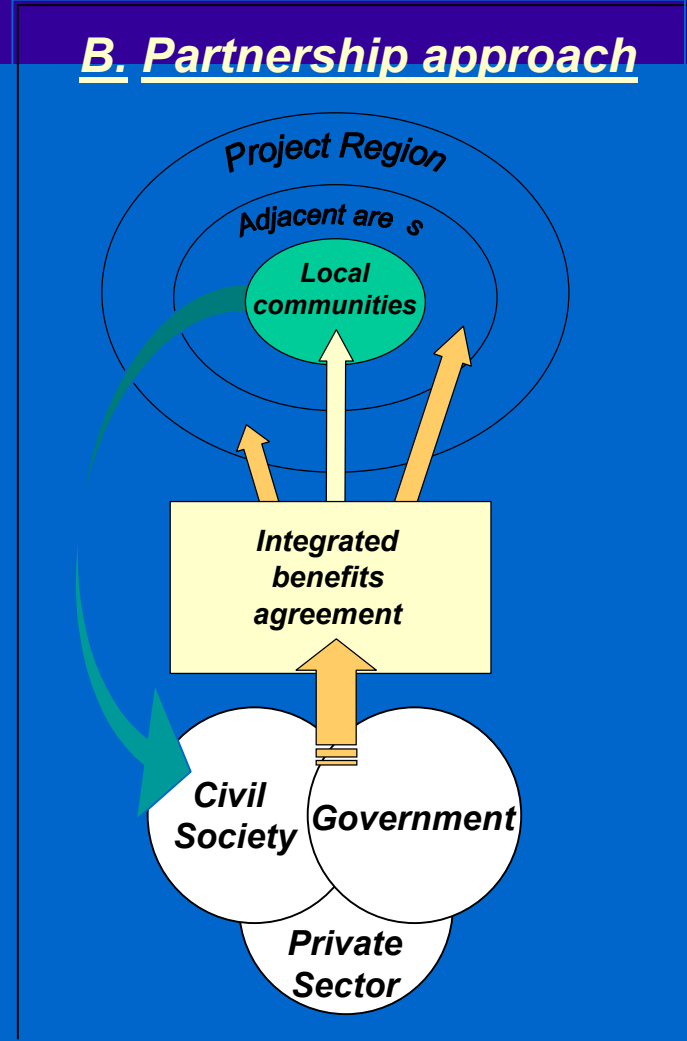 B. Partnership approach
Project Region
Adjacent are s
Local
communities
Integrated
benefits
agreement
Civil
Society
Government
Private
Sector